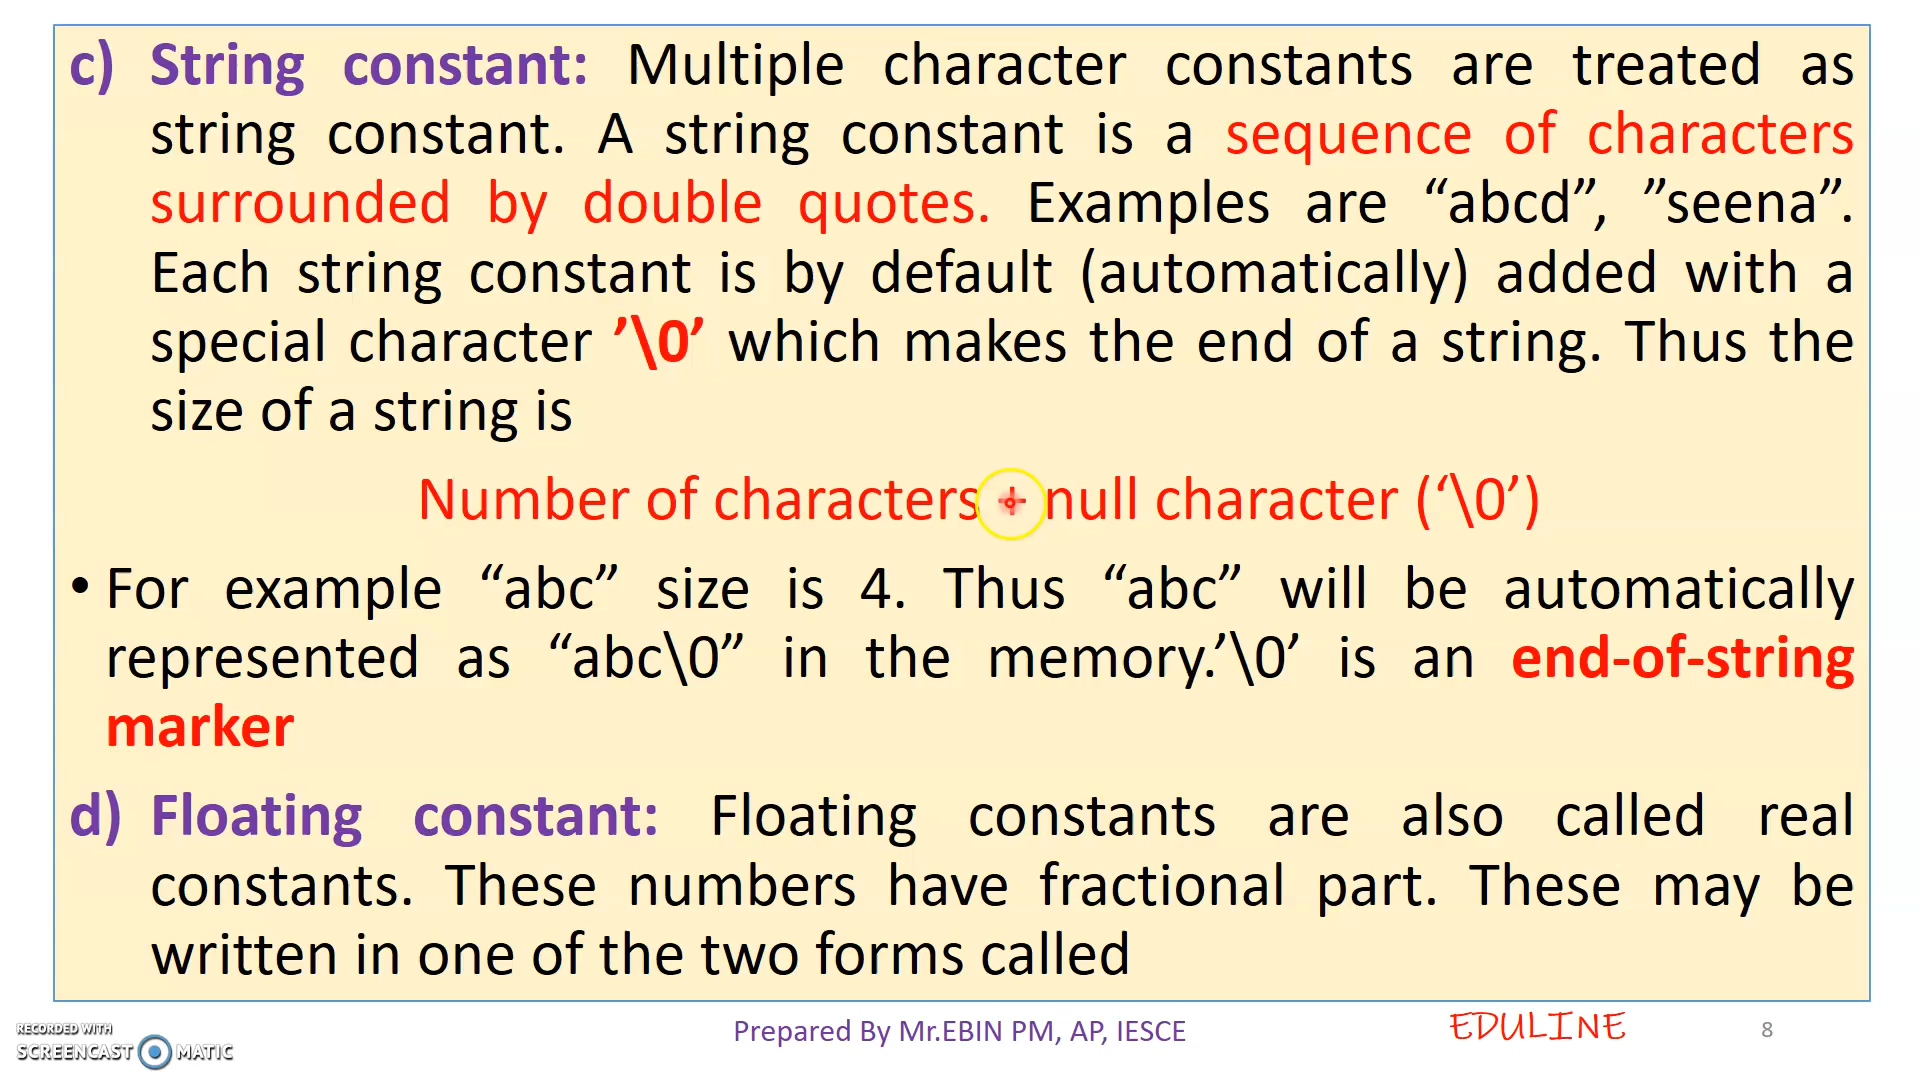 c) String constant: Multiple character constants are treated as
string constant. A string constant is a sequence of characters
surrounded by double quotes. Examples are “abcd”, ”seena”.
Each string constant is by default (automatically) added with a
special character ’\0’ which makes the end of a string. Thus the
size of a string is
Number of characters + null character (‘\0’)
• For example “abc” size is 4. Thus “abc” will be automatically
represented as “abc\0” in the memory.’\0’ is an end-of-string
marker
d) Floating constant: Floating constants are also called real
constants. These numbers have fractional part. These may be
written in one of the two forms called
RECORDED WITH
SCREENCAST MATIC
Prepared By Mr.EBIN PM, AP, IESCE
EDULINE
8